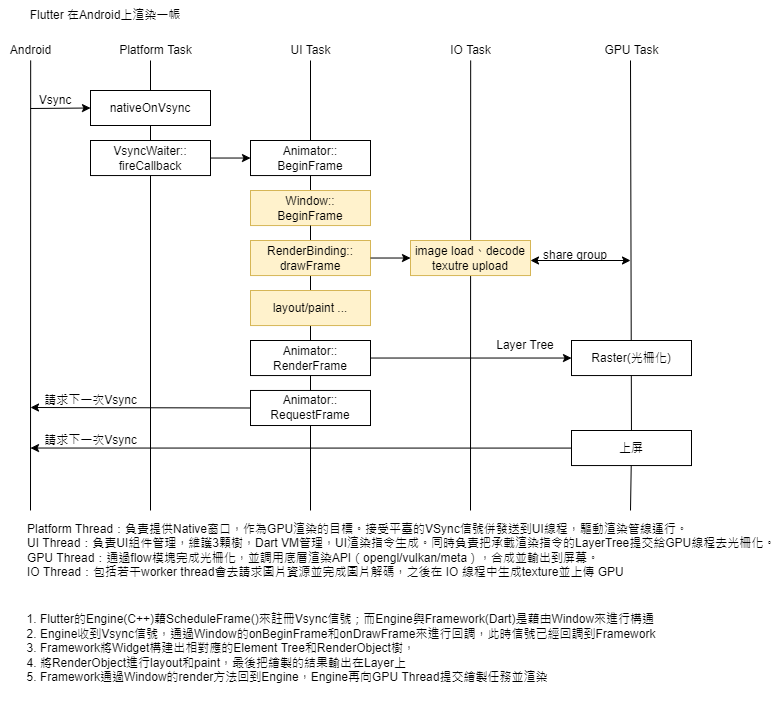 Flutter 在Android上渲染一帳
Android
Platform Task
UI Task
IO Task
GPU Task
Vsync
nativeOnVsync
VsyncWaiter::
fireCallback
Animator::
BeginFrame
Window::
BeginFrame
RenderBinding::
drawFrame
image load、decode
texutre upload
share group
layout/paint ...
Animator::
RenderFrame
Layer Tree
Raster(光柵化)
請求下一次Vsync
Animator::
RequestFrame
請求下一次Vsync
上屏
Platform Thread：負責提供Native窗口，作為GPU渲染的目標。接受平臺的VSync信號併發送到UI線程，驅動渲染管線運行。
UI Thread：負責UI組件管理，維護3顆樹，Dart VM管理，UI渲染指令生成。同時負責把承載渲染指令的LayerTree提交給GPU線程去光柵化。
GPU Thread：通過flow模塊完成光柵化，並調用底層渲染API（opengl/vulkan/meta），合成並輸出到屏幕。
IO Thread：包括若干worker thread會去請求圖片資源並完成圖片解碼，之後在 IO 線程中生成texture並上傳 GPU
1. Flutter的Engine(C++)藉ScheduleFrame()來註冊Vsync信號；而Engine與Framework(Dart)是藉由Window來進行構通
2. Engine收到Vsync信號，通過Window的onBeginFrame和onDrawFrame來進行回調，此時信號已經回調到Framework
3. Framework將Widget構建出相對應的Element Tree和RenderObject樹，
4. 將RenderObject進行layout和paint，最後把繪製的結果輸出在Layer上
5. Framework通過Window的render方法回到Engine，Engine再向GPU Thread提交繪製任務並渲染